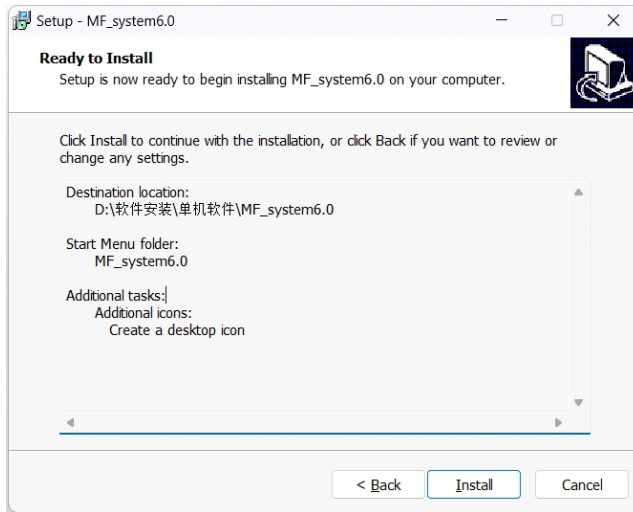 Setup - MF_system6.0
Ready to Install
Setup is now ready to begin installing MF_system6.0 on your computer.
Click Install to continue with the installation, or click Back if you want to review or
change any settings.
Destination location:
D:\软件安装\单机软件\MF_system6.0
Start Menu folder:
MF_system6.0
Additional tasks:
Additional icons:
Create a desktop icon
< Back
Install
Cancel